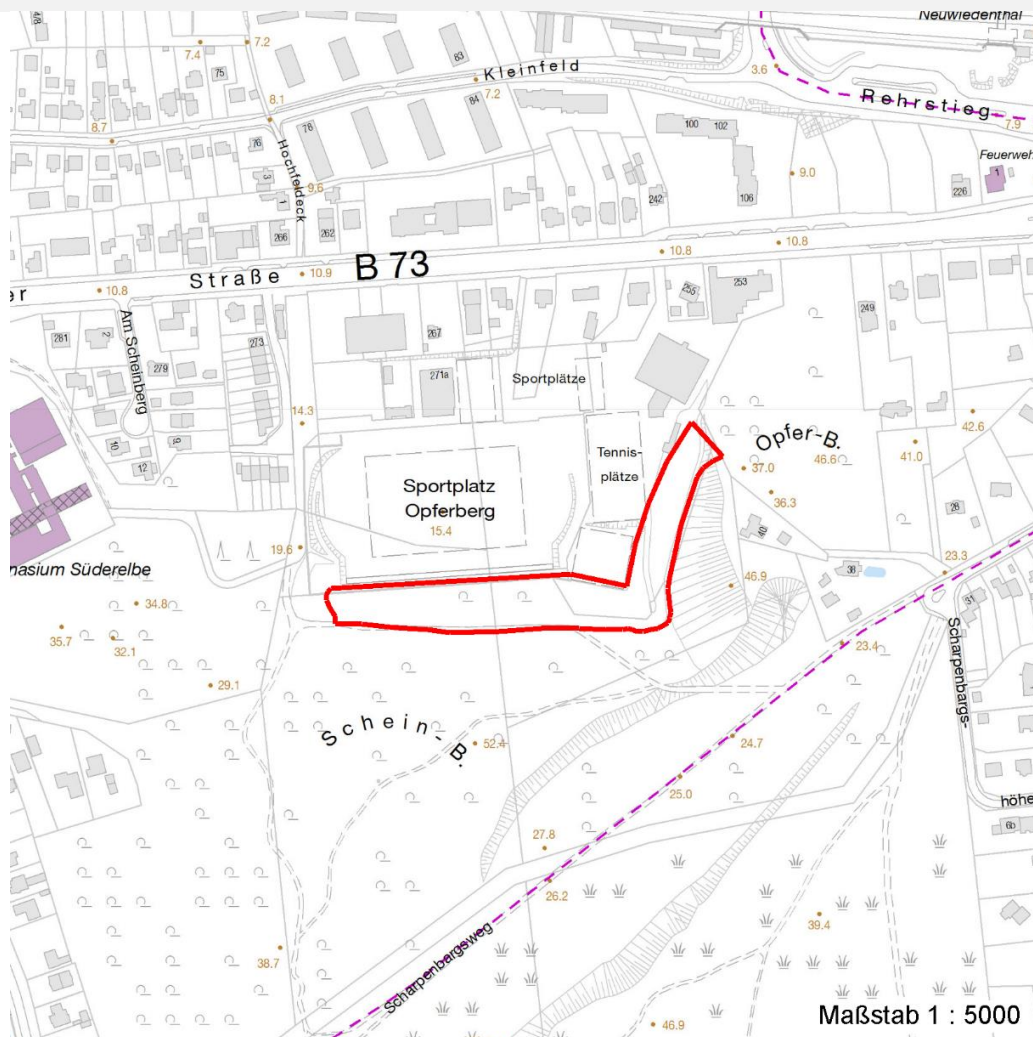 Neuwiedenthal
7.4
7.2
4/8
83
75
Kleinfeld
3.6
7.2
Rehrstieg
84
8.1
7.9
8.7
78
100
102
76
Hochfeldeck
Feuerweh
3
9.0
1
9.6
1
226
242
106
266
262
10.8
10.8
B 73
Straße
10.9
er
10.8
255
253
Am Scheinberg
249
281
2
267
273
279
271a
Sportplätze
14.3
42.6
Opfer-B.
10
9
41.0
46.6
Tennis-
plätze
37.0
12
Sportplatz
Opferberg
36.3
28
15.4
40
19.6
nasium Süderelbe
38
23.3
46.9
34.8
31
35.7
32.1
23.4
Scharpenbargs-
29.1
Schein-B.
52.4
24.7
25.0
höhe
6b
27.8
26.2
39.4
38.7
Scharpenbargsweg
46.9
Maßstab 1 : 5000